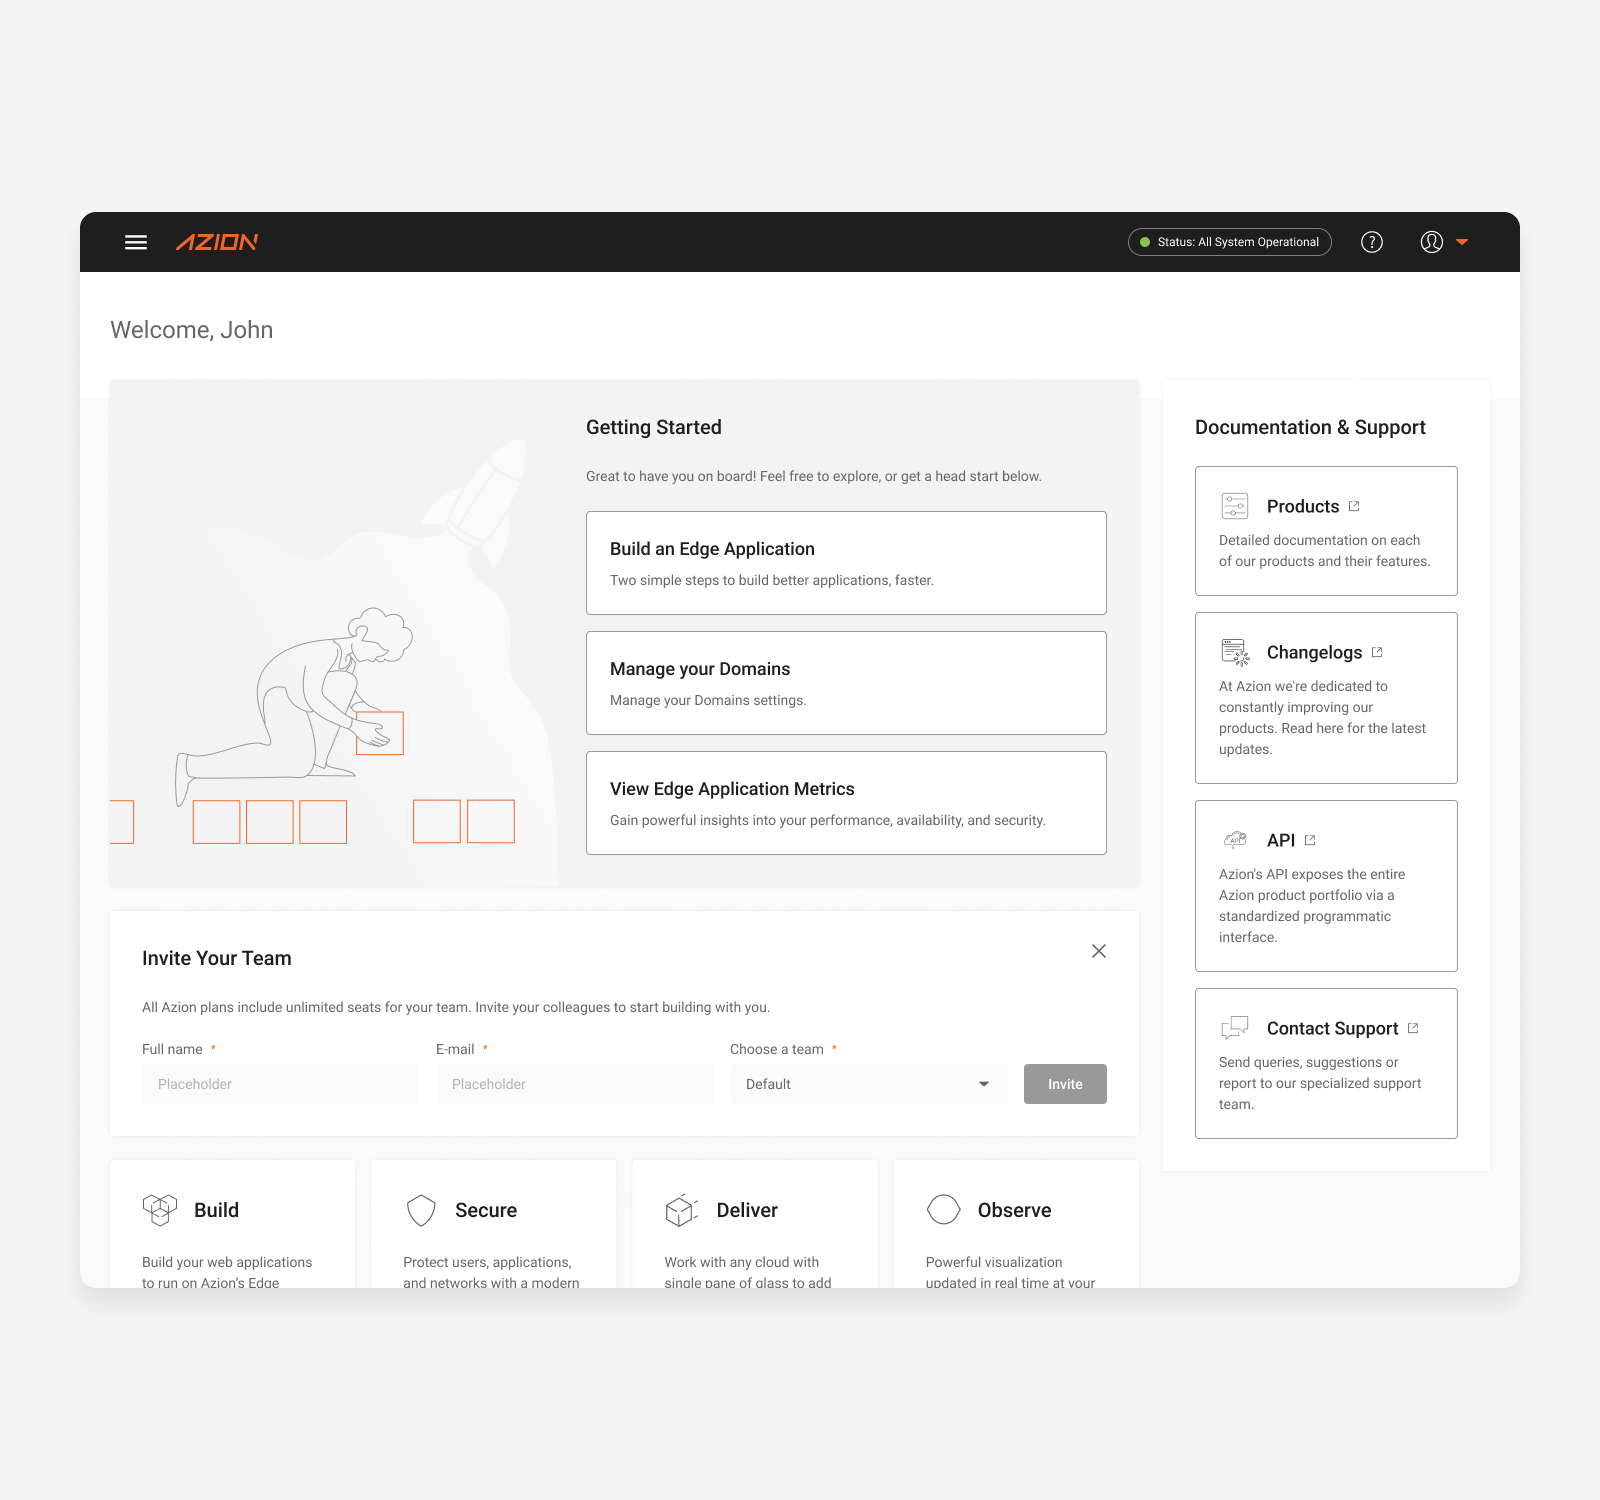 AZION
Status: All System Operational
?
Welcome, John
Getting Started
Great to have you on board! Feel free to explore, or get a head start below.
Build an Edge Application
Two simple steps to build better applications, faster.
Manage your Domains
Manage your Domains settings.
View Edge Application Metrics
Gain powerful insights into your performance, availability, and security.
Documentation & Support
Products
Detailed documentation on each
of our products and their features.
Changelogs
At Azion we're dedicated to
constantly improving our
products. Read here for the latest
updates.
API
API
Azion's API exposes the entire
Azion product portfolio via a
standardized programmatic
interface.
Contact Support
Send queries, suggestions or
report to our specialized support
team.
Invite Your Team
All Azion plans include unlimited seats for your team. Invite your colleagues to start building with you.
Full name *
Placeholder
E-mail *
Placeholder
Choose a team *
Default
Invite
Build
Build your web applications
to run on Azion’s Edge
Secure
Protect users, applications,
and networks with a modern
Deliver
Work with any cloud with
single pane of glass to add
Observe
Powerful visualization
updated in real time at your